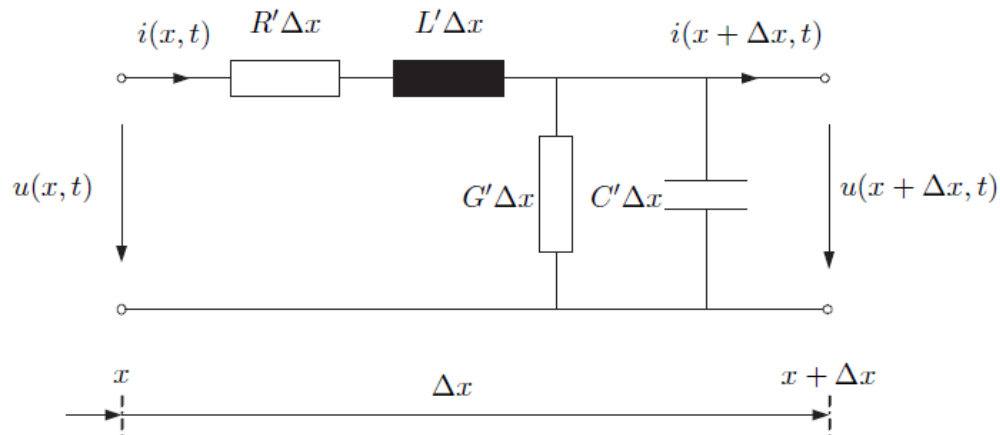 i(x, t) R′Δx L′Δx i(x + Δx, t)
u(x, t) G′Δx C′Δx u(x + Δx, t)
x Δx x + Δx